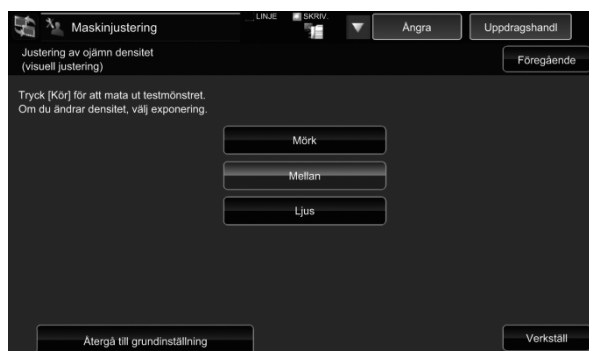 Maskinjustering
LINJE
SKRIV.
Ångra
Uppdragshandl
Justering av ojämn densitet
(visuell justering)
Föregående
Tryck [Kör] för att mata ut testmönstret.
Om du ändrar densitet, välj exponering.
Mörk
Mellan
Ljus
Återgå till grundinställning
Verkställ